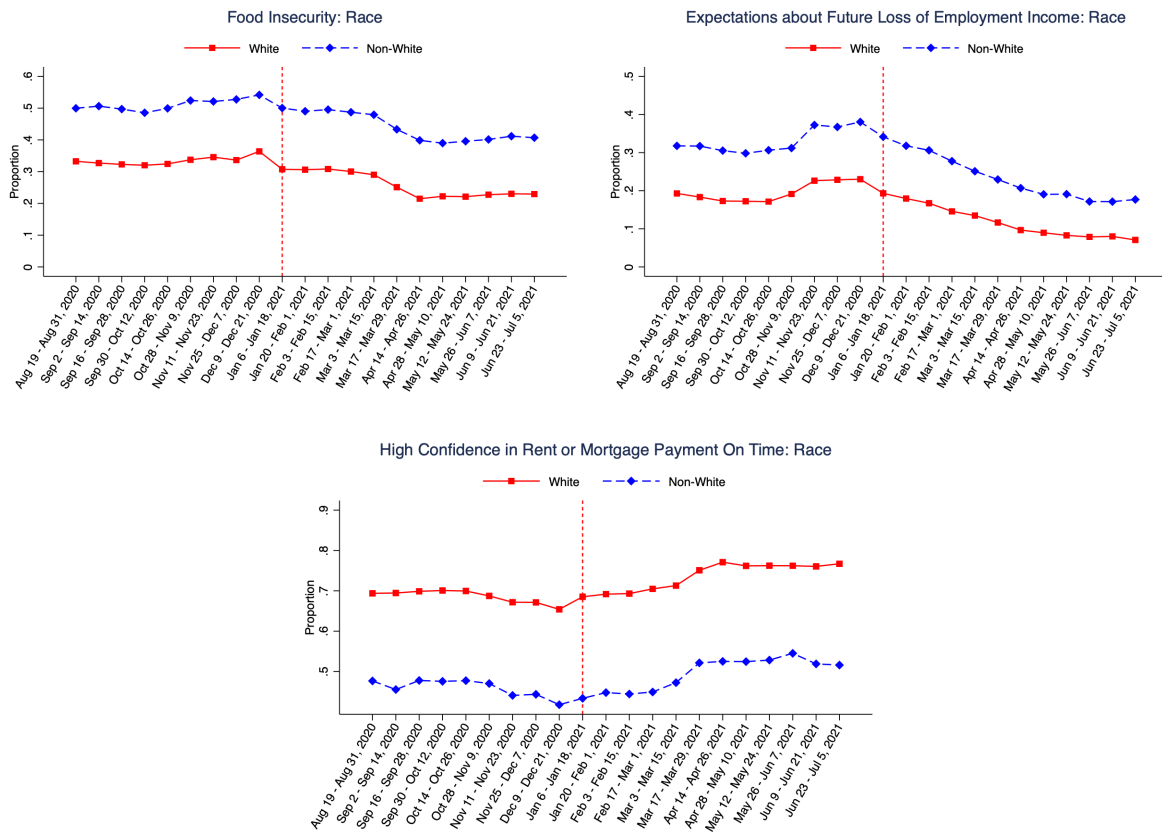 Food Insecurity: Race
White
Non-White
Proportion
.6
.5
.4
.3
.2
.1
0
Aug 19 - Aug 31, 2020
Sep 2 - Sep 14, 2020
Sep 16 - Sep 28, 2020
Sep 30 - Oct 12, 2020
Oct 14 - Oct 26, 2020
Oct 28 - Nov 9, 2020
Nov 11 - Nov 23, 2020
Nov 25 - Dec 7, 2020
Dec 9 - Dec 21, 2020
Jan 6 - Jan 18, 2021
Jan 20 - Feb 1, 2021
Feb 3 - Feb 15, 2021
Feb 17 - Mar 1, 2021
Mar 3 - Mar 15, 2021
Mar 17 - Mar 29, 2021
Apr 14 - Apr 26, 2021
Apr 28 - May 10, 2021
May 12 - May 24, 2021
May 26 - Jun 7, 2021
Jun 9 - Jun 21, 2021
Jun 23 - Jul 5, 2021
Expectations about Future Loss of Employment Income: Race
White
Non-White
Proportion
.5
.4
.3
.2
.1
0
Aug 19 - Aug 31, 2020
Sep 2 - Sep 14, 2020
Sep 16 - Sep 28, 2020
Sep 30 - Oct 12, 2020
Oct 14 - Oct 26, 2020
Oct 28 - Nov 9, 2020
Nov 11 - Nov 23, 2020
Nov 25 - Dec 7, 2020
Dec 9 - Dec 21, 2020
Jan 6 - Jan 18, 2021
Jan 20 - Feb 1, 2021
Feb 3 - Feb 15, 2021
Feb 17 - Mar 1, 2021
Mar 3 - Mar 15, 2021
Mar 17 - Mar 29, 2021
Apr 14 - Apr 26, 2021
Apr 28 - May 10, 2021
May 12 - May 24, 2021
May 26 - Jun 7, 2021
Jun 9 - Jun 21, 2021
Jun 23 - Jul 5, 2021
High Confidence in Rent or Mortgage Payment On Time: Race
White
Non-White
Proportion
.9
.8
.7
.6
.5
Aug 19 - Aug 31, 2020
Sep 2 - Sep 14, 2020
Sep 16 - Sep 28, 2020
Sep 30 - Oct 12, 2020
Oct 14 - Oct 26, 2020
Oct 28 - Nov 9, 2020
Nov 11 - Nov 23, 2020
Nov 25 - Dec 7, 2020
Dec 9 - Dec 21, 2020
Jan 6 - Jan 18, 2021
Jan 20 - Feb 1, 2021
Feb 3 - Feb 15, 2021
Feb 17 - Mar 1, 2021
Mar 3 - Mar 15, 2021
Mar 17 - Mar 29, 2021
Apr 14 - Apr 26, 2021
Apr 28 - May 10, 2021
May 12 - May 24, 2021
May 26 - Jun 7, 2021
Jun 9 - Jun 21, 2021
Jun 23 - Jul 5, 2021